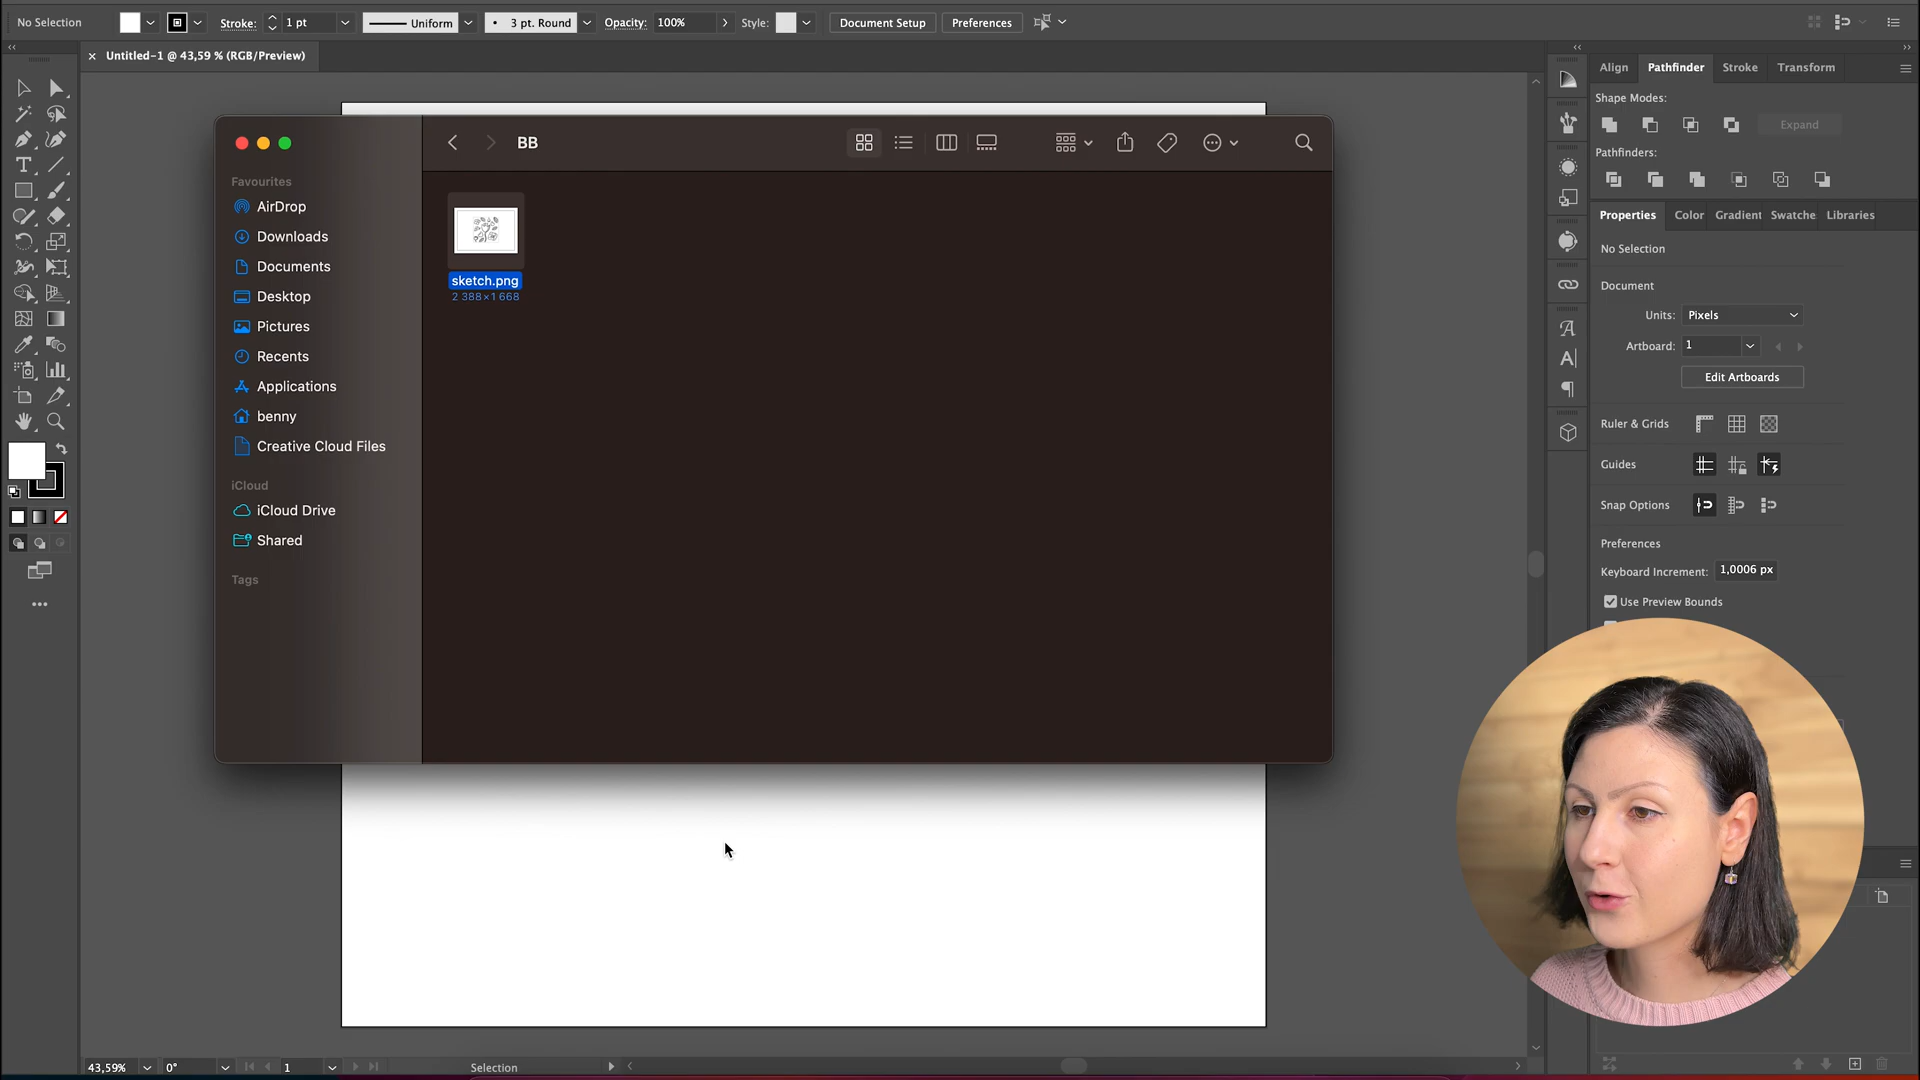 No Selection
Stroke: 1 pt
Uniform
3 pt. Round
Opacity: 100%
Style:
Document Setup
Preferences
Untitled-1 @ 43,59 % (RGB/Preview)
BB
Favourites
AirDrop
Downloads
Documents
Desktop
Pictures
Recents
Applications
benny
Creative Cloud Files
iCloud
iCloud Drive
Shared
Tags
sketch.png
2 388×1 668
Align
Pathfinder
Stroke
Transform
Shape Modes:
Expand
Pathfinders:
Properties
Color
Gradient
Swatche
Libraries
No Selection
Document
Units: Pixels
Artboard: 1
Edit Artboards
Ruler & Grids
Guides
Snap Options
Preferences
Keyboard Increment: 1,0006 px
Use Preview Bounds
43,59%
0°
1
Selection